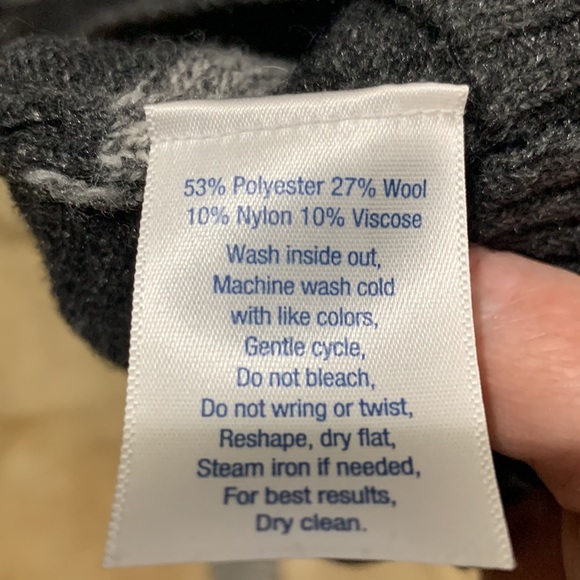 53% Polyester 27% Wool
10% Nylon 10% Viscose
Wash inside out,
Machine wash cold
with like colors,
Gentle cycle,
Do not bleach,
Do not wring or twist,
Reshape, dry flat,
Steam iron if needed,
For best results,
Dry clean.